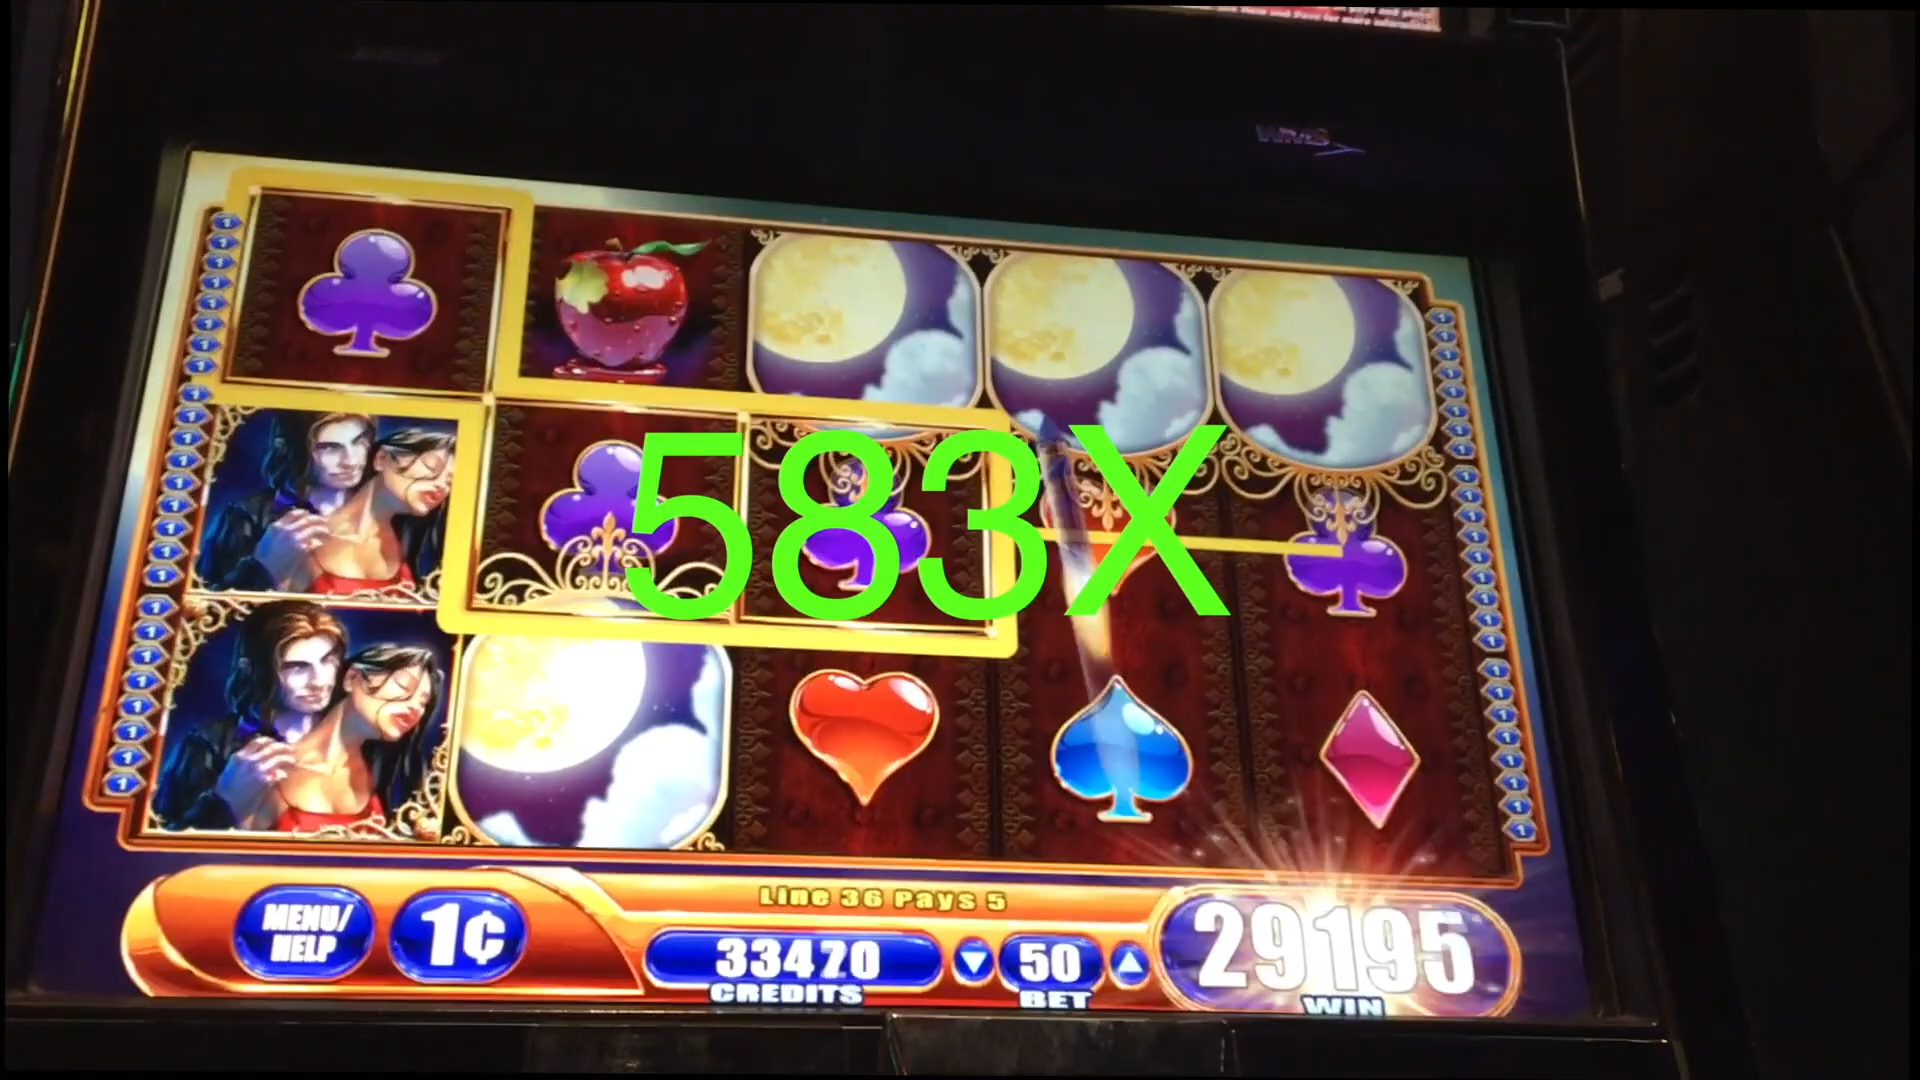 WMS
583X
Line 36 Pays 5
MENU/
HELP
1¢
33470
CREDITS
50
BET
29195
WIN